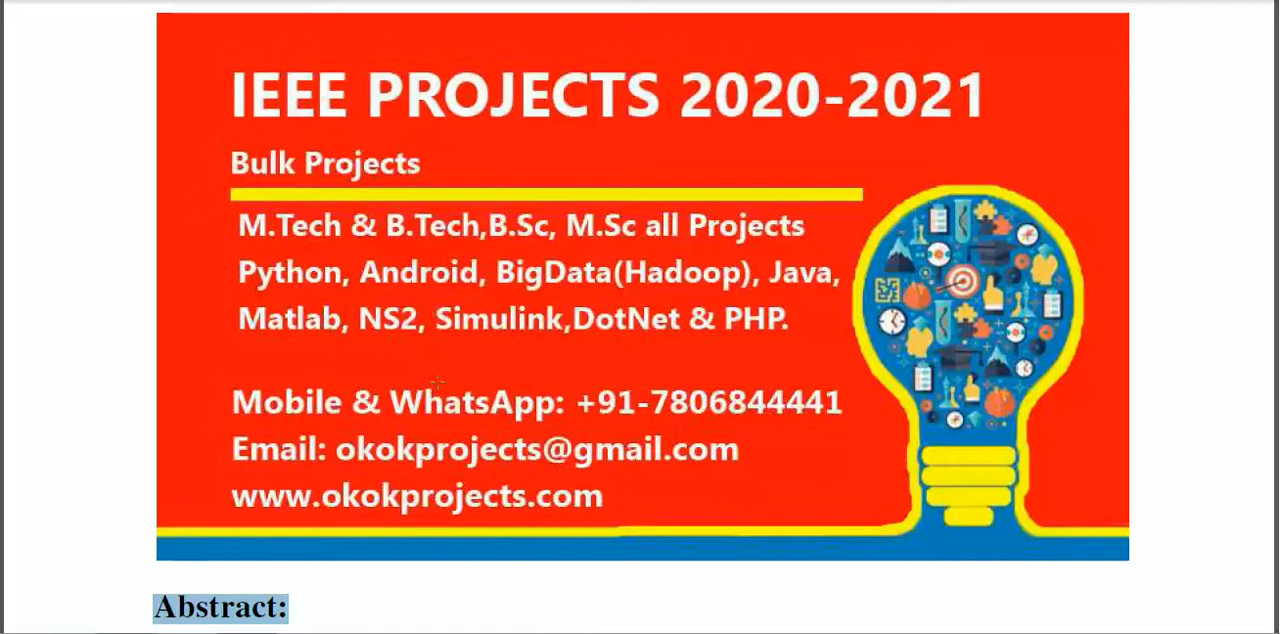 IEEE PROJECTS 2020-2021
Bulk Projects
M.Tech & B.Tech,B.Sc, M.Sc all Projects
Python, Android, BigData(Hadoop), Java,
Matlab, NS2, Simulink,DotNet & PHP.
Mobile & WhatsApp: +91-7806844441
Email: okokprojects@gmail.com
www.okokprojects.com
Abstract: